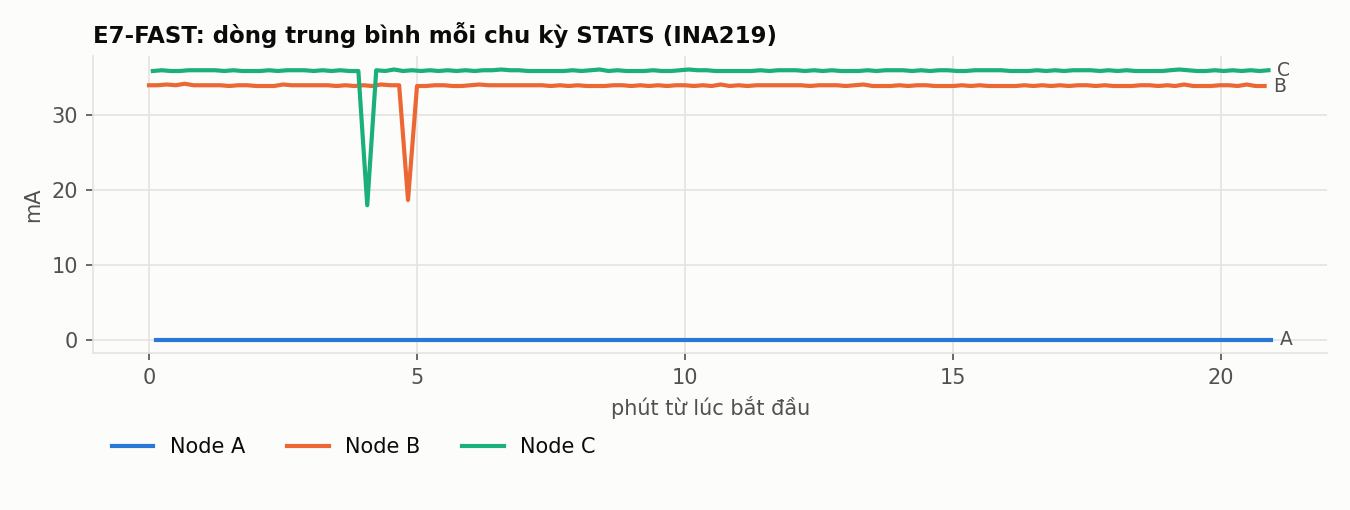 E7-FAST: dòng trung bình mỗi chu kỳ STATS (INA219)
C
B
30
20
mA
10
0
A
0 5 10 15 20
phút từ lúc bắt đầu
Node A Node B Node C